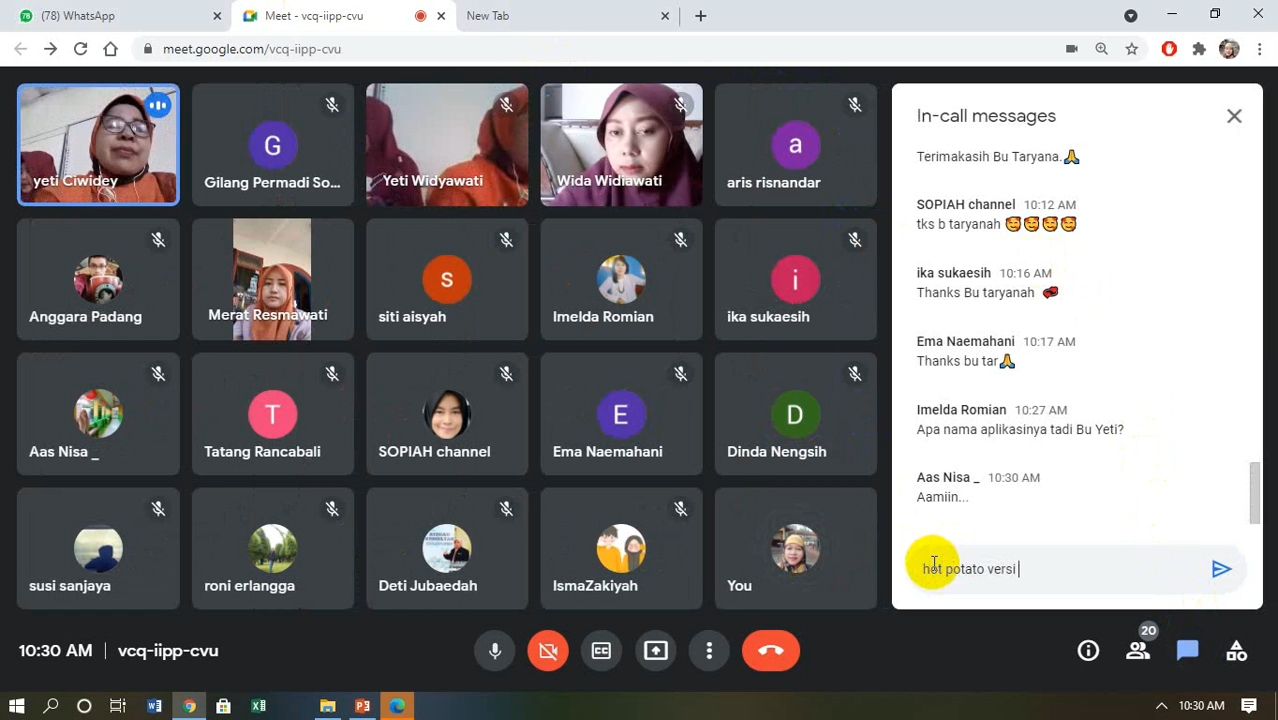 (78) WhatsApp
Meet - vcq-iipp-cvu
New Tab
meet.google.com/vcq-iipp-cvu
yeti Ciwidey
G
Gilang Permadi So...
Yeti Widyawati
Wida Widiawati
a
aris risnandar
Anggara Padang
Merat Resmawati
s
siti aisyah
Imelda Romian
i
ika sukaesih
Aas Nisa _
T
Tatang Rancabali
SOPIAH channel
E
Ema Naemahani
D
Dinda Nengsih
susi sanjaya
roni erlangga
Deti Jubaedah
IsmaZakiyah
You
In-call messages
Terimakasih Bu Taryana.🙏
SOPIAH channel 10:12 AM
tks b taryanah 🥰🥰🥰🥰
ika sukaesih 10:16 AM
Thanks Bu taryanah
Ema Naemahani 10:17 AM
Thanks bu tar🙏
Imelda Romian 10:27 AM
Apa nama aplikasinya tadi Bu Yeti?
Aas Nisa _ 10:30 AM
Aamiin...
hot potato versi
10:30 AM | vcq-iipp-cvu
20
10:30 AM